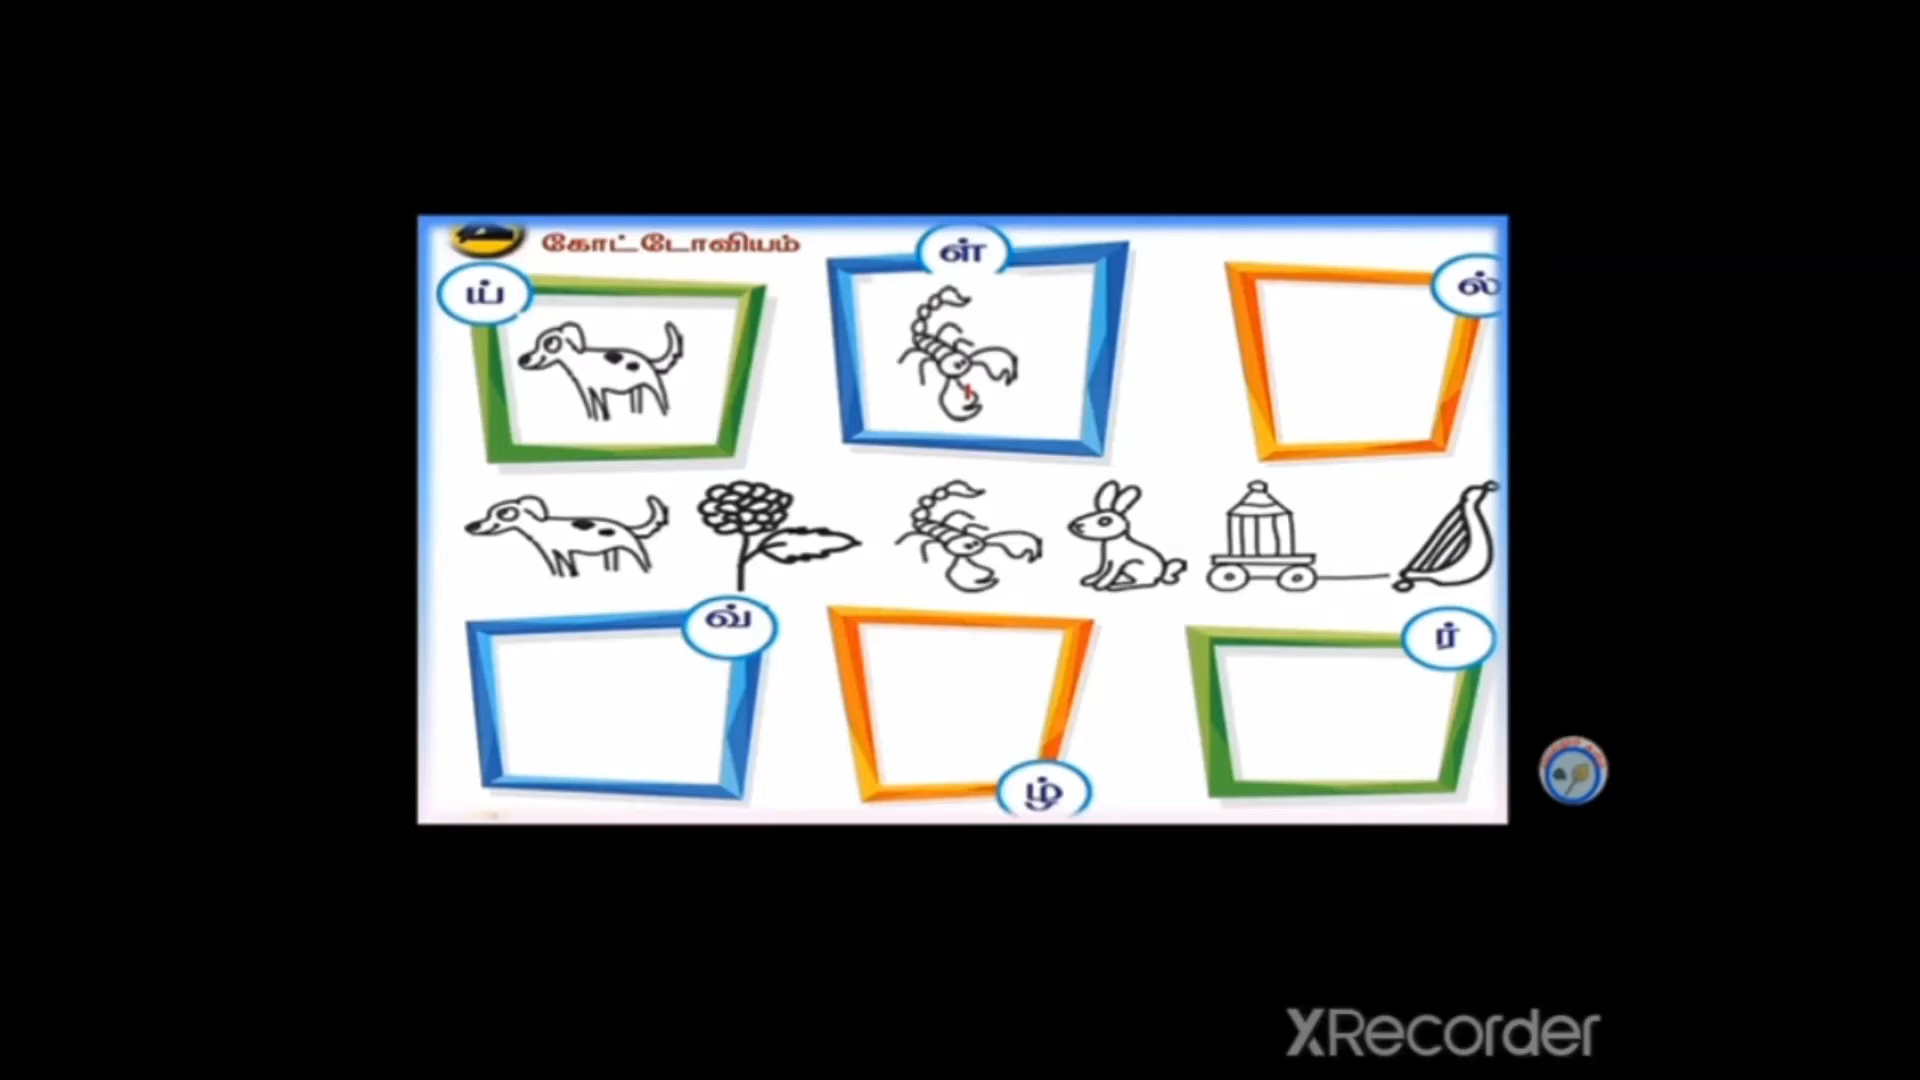 கோட்டோவியம்
ய்
ள்
ல்
வ்
ழ்
ர்
XRecorder